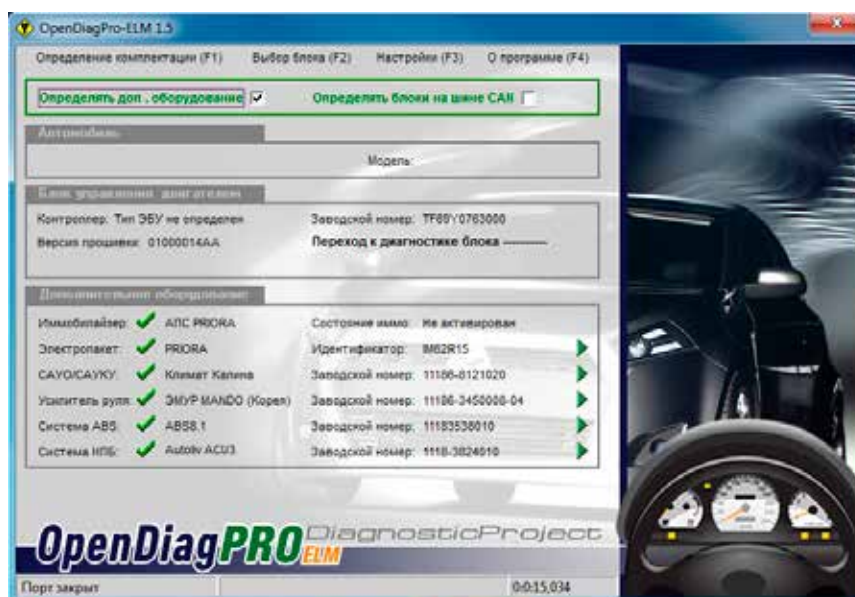 OpenDiagPro-ELM 1.5
Определение комплектации (F1) Выбор блока (F2) Настройки (F3) О программе (F4)
Определять доп . оборудование Определять блоки на шине CAN
Автомобиль
Модель:
Блок управления двигателем
Контроллер: Тип ЭБУ не определен Заводской номер: TF69Y0763000
Версия прошивки: 01000014AA Переход к диагностике блока ----------
Дополнительное оборудование
Иммобилайзер: АПС PRIORA Состояние иммо: Не активирован
Электропакет: PRIORA Идентификатор: IM62R15
САУО/САУКУ: Климат Калина Заводской номер: 11186-8121020
Усилитель руля: ЭМУР MANDO (Корея) Заводской номер: 11186-3450008-04
Система ABS: ABS8.1 Заводской номер: 11183538010
Система НПБ: Autoliv ACU3 Заводской номер: 1118-3824010
DiagnosticProject
OpenDiagPRO ELM
Порт закрыт 0:0:15,034